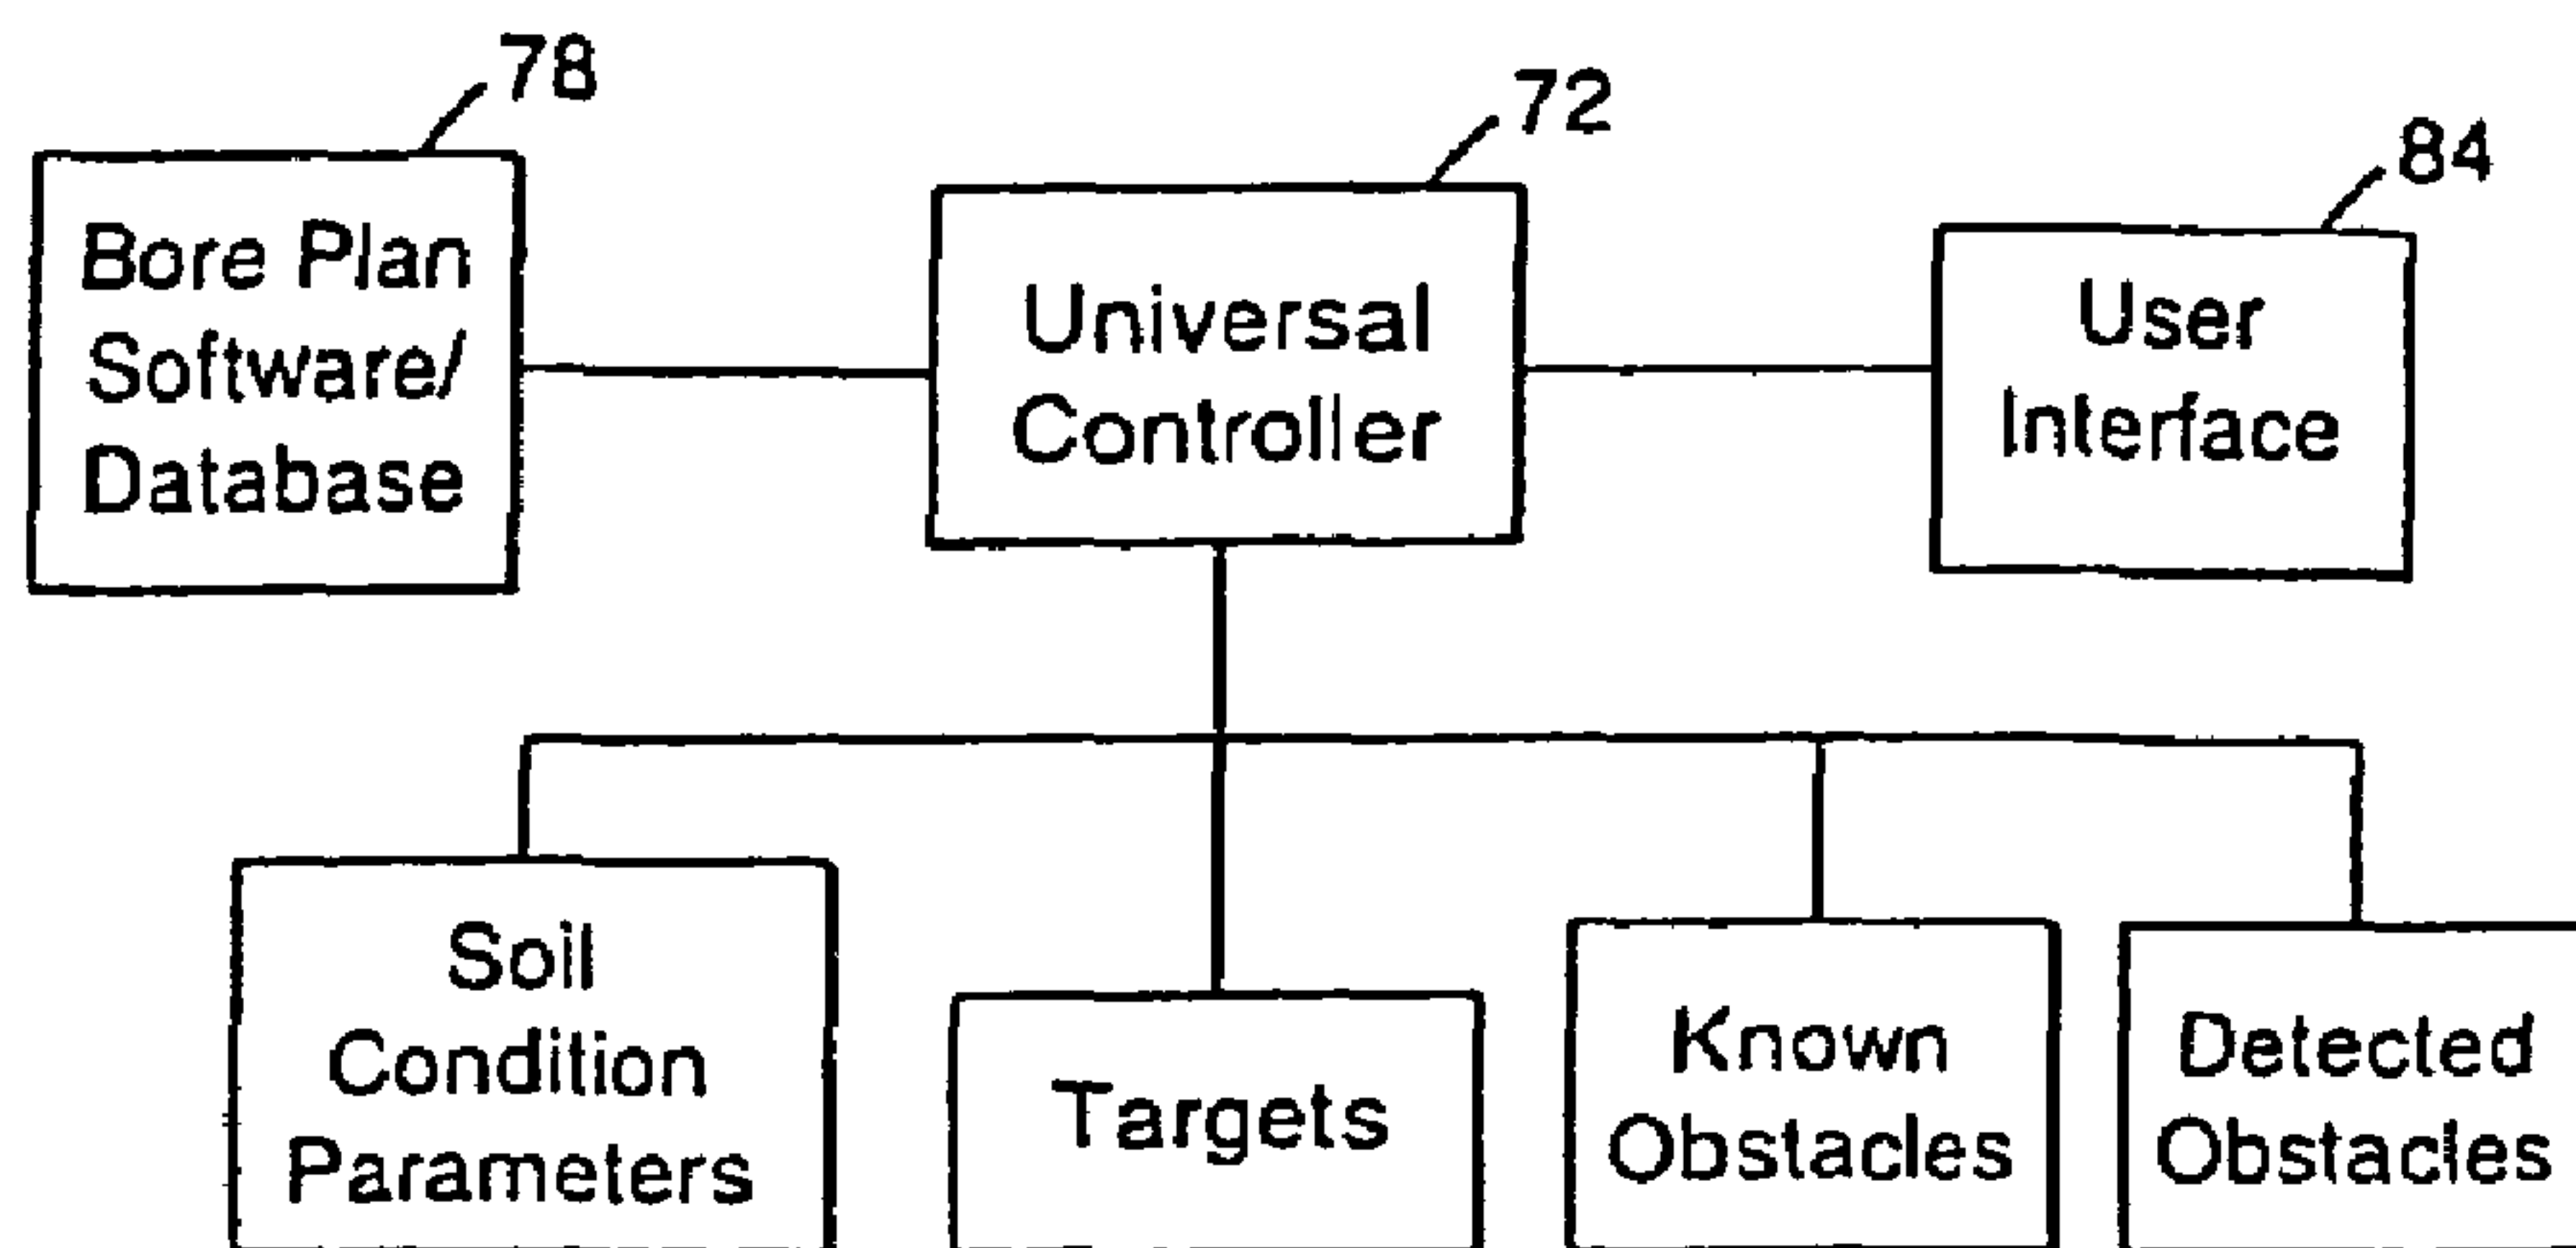 78
72
84
Bore Plan
Software/
Database
Universal
Controller
User
Interface
Soil
Condition
Parameters
Targets
Known
Obstacles
Detected
Obstacles